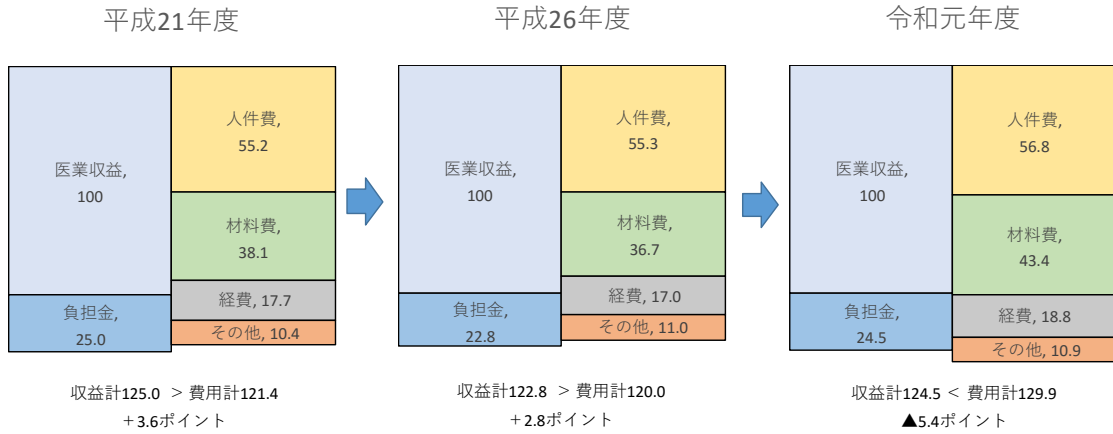 平成21年度
医業収益,
100
負担金,
25.0
人件費,
55.2
材料費,
38.1
経費, 17.7
その他, 10.4
収益計125.0 > 費用計121.4
+3.6ポイント
平成26年度
医業収益,
100
負担金,
22.8
人件費,
55.3
材料費,
36.7
経費, 17.0
その他, 11.0
収益計122.8 > 費用計120.0
+2.8ポイント
令和元年度
医業収益,
100
負担金,
24.5
人件費,
56.8
材料費,
43.4
経費, 18.8
その他, 10.9
収益計124.5 < 費用計129.9
▲5.4ポイント